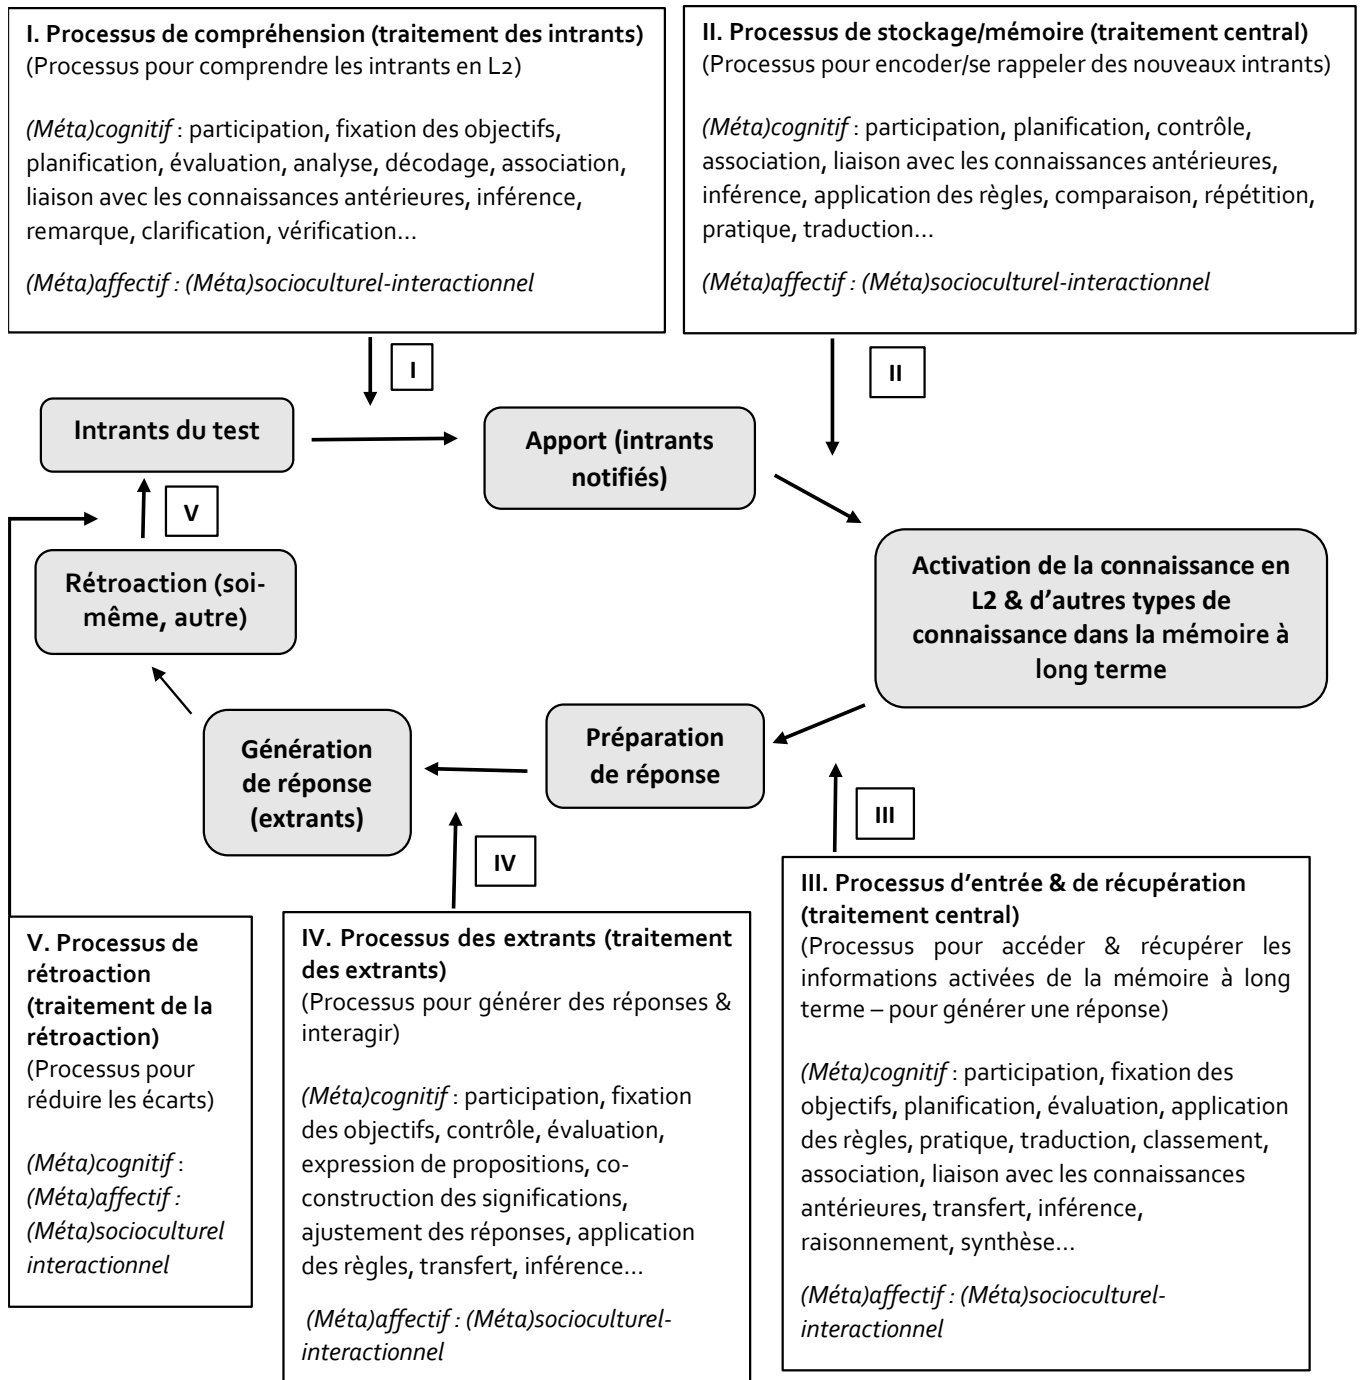 I. Processus de compréhension (traitement des intrants)
(Processus pour comprendre les intrants en L2)
(Méta)cognitif : participation, fixation des objectifs,
planification, évaluation, analyse, décodage, association,
liaison avec les connaissances antérieures, inférence,
remarque, clarification, vérification...
(Méta)affectif : (Méta)socioculturel-interactionnel
II. Processus de stockage/mémoire (traitement central)
(Processus pour encoder/se rappeler des nouveaux intrants)
(Méta)cognitif : participation, planification, contrôle,
association, liaison avec les connaissances antérieures,
inférence, application des règles, comparaison, répétition,
pratique, traduction...
(Méta)affectif : (Méta)socioculturel-interactionnel
I
II
Intrants du test
Apport (intrants
notifiés)
V
Rétroaction (soi-
même, autre)
Activation de la connaissance en
L2 & d'autres types de
connaissance dans la mémoire à
long terme
Génération
de réponse
(extrants)
Préparation
de réponse
III
IV
V. Processus de
rétroaction
(traitement de la
rétroaction)
(Processus pour
réduire les écarts)
(Méta)cognitif :
(Méta)affectif :
(Méta)socioculturel
interactionnel
IV. Processus des extrants (traitement
des extrants)
(Processus pour générer des réponses &
interagir)
(Méta)cognitif : participation, fixation
des objectifs, contrôle, évaluation,
expression de propositions, co-
construction des significations,
ajustement des réponses, application
des règles, transfert, inférence...
(Méta)affectif : (Méta)socioculturel-
interactionnel
III. Processus d'entrée & de récupération
(traitement central)
(Processus pour accéder & récupérer les
informations activées de la mémoire à long
terme – pour générer une réponse)
(Méta)cognitif : participation, fixation des
objectifs, planification, évaluation, application
des règles, pratique, traduction, classement,
association, liaison avec les connaissances
antérieures, transfert, inférence,
raisonnement, synthèse...
(Méta)affectif : (Méta)socioculturel-
interactionnel